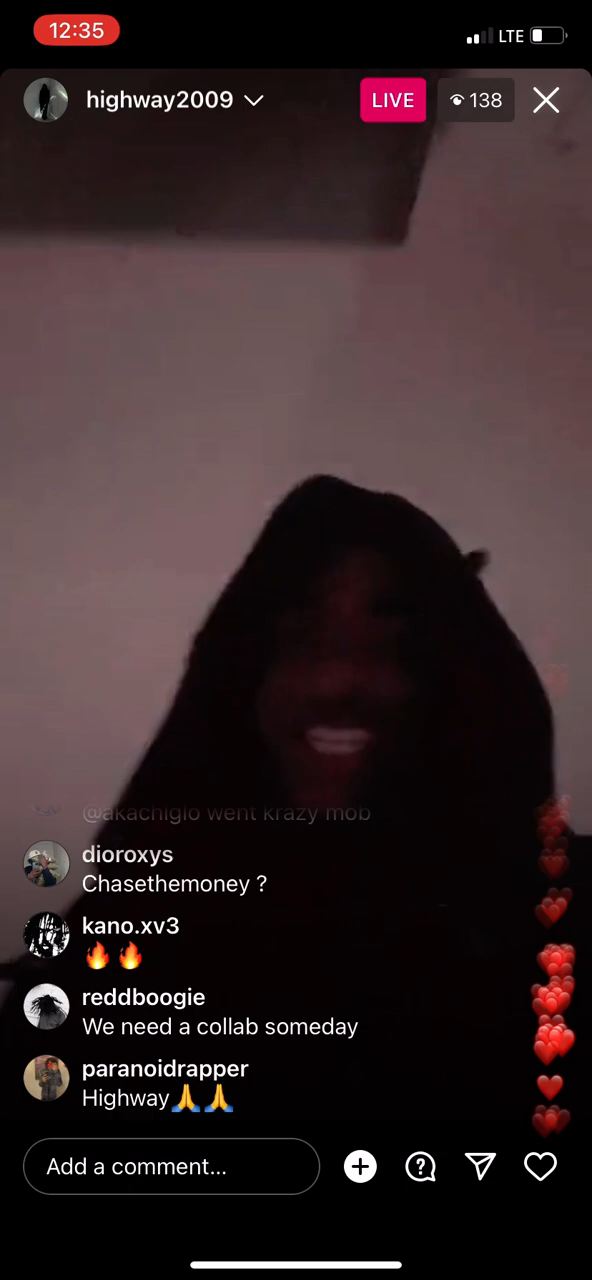 12:35
LTE
highway2009
LIVE
138
@akachiglo went krazy mob
dioroxys
Chasethemoney ?
kano.xv3
🔥🔥
reddboogie
We need a collab someday
paranoidrapper
Highway🙏🙏
Add a comment...